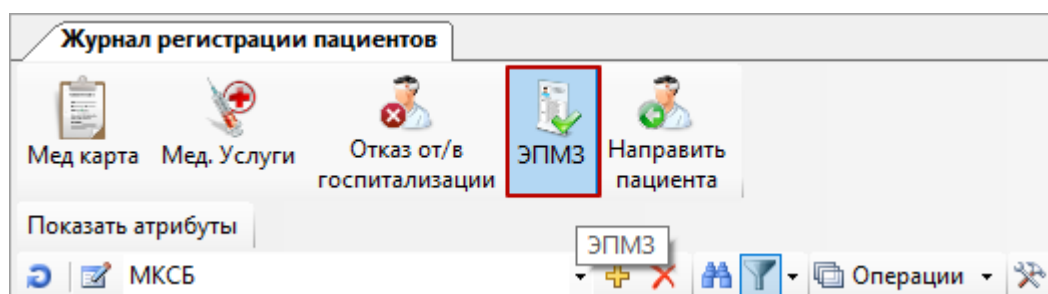 Журнал регистрации пациентов
Мед карта
Мед. Услуги
Отказ от/в
госпитализации
ЭПМЗ
Направить
пациента
Показать атрибуты
ЭПМЗ
МКСБ
Операции